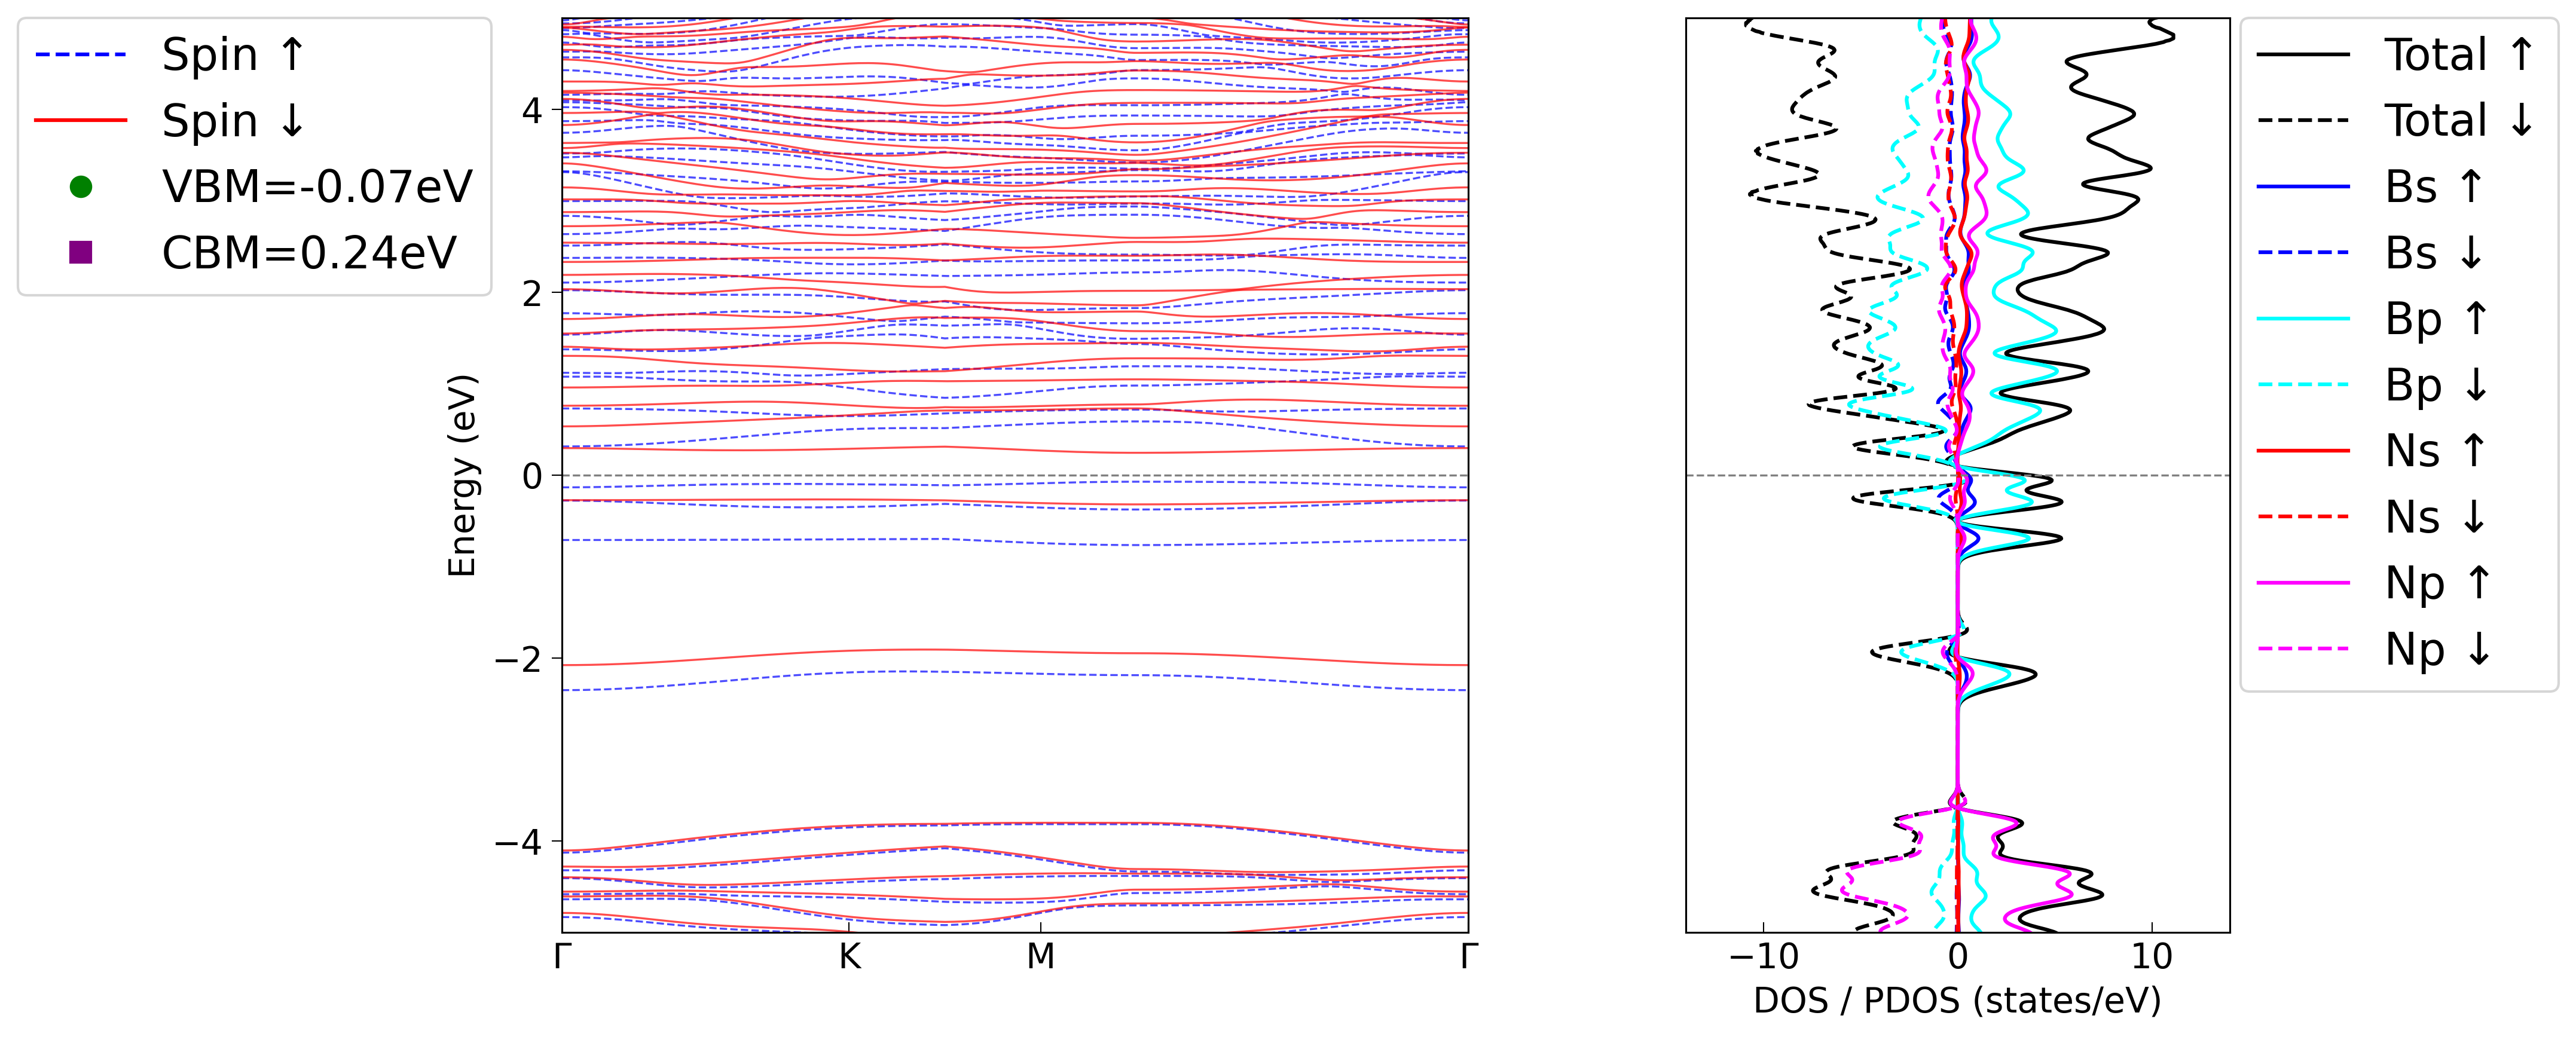 Spin ↑
Spin ↓
VBM=-0.07eV
CBM=0.24eV
Energy (eV)
4
2
0
−2
−4
Γ K M Γ
−10 0 10
DOS / PDOS (states/eV)
Total ↑
Total ↓
Bs ↑
Bs ↓
Bp ↑
Bp ↓
Ns ↑
Ns ↓
Np ↑
Np ↓